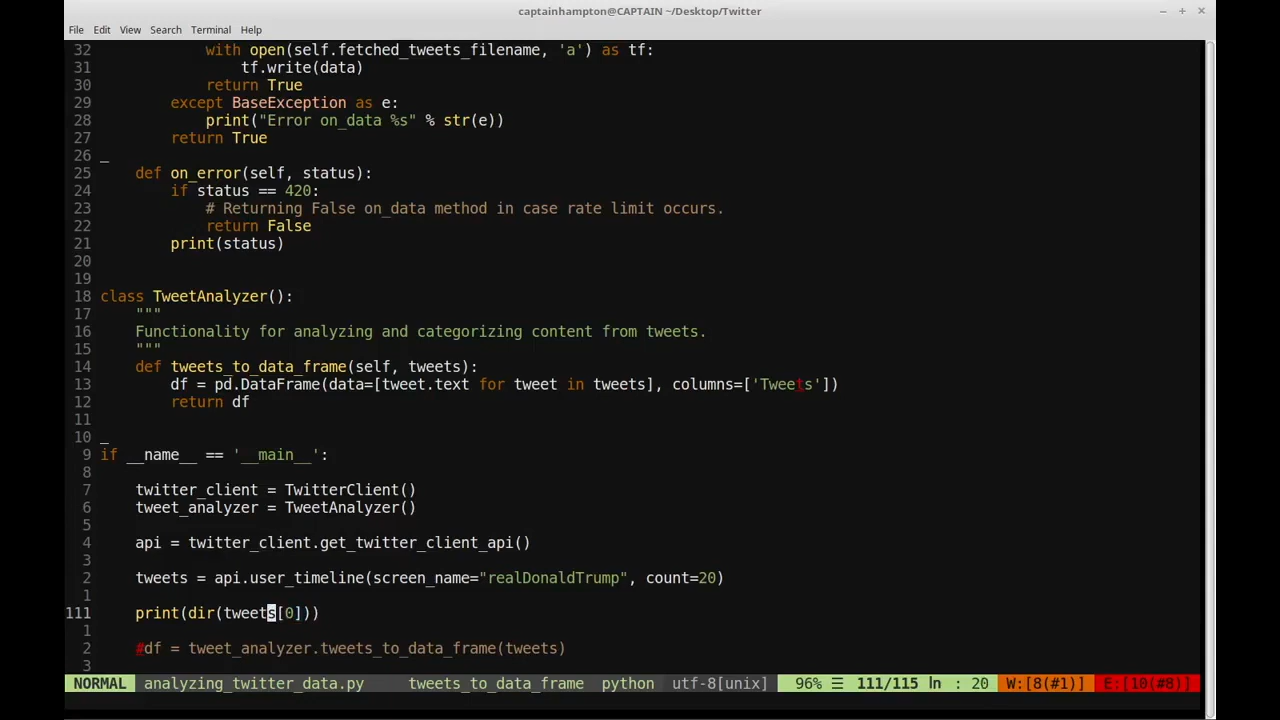 captainhampton@CAPTAIN ~/Desktop/Twitter
File Edit View Search Terminal Help
32 with open(self.fetched_tweets_filename, 'a') as tf:
31 tf.write(data)
30 return True
29 except BaseException as e:
28 print("Error on_data %s" % str(e))
27 return True
26 _
25 def on_error(self, status):
24 if status == 420:
23 # Returning False on_data method in case rate limit occurs.
22 return False
21 print(status)
20
19
18 class TweetAnalyzer():
17 """
16 Functionality for analyzing and categorizing content from tweets.
15 """
14 def tweets_to_data_frame(self, tweets):
13 df = pd.DataFrame(data=[tweet.text for tweet in tweets], columns=['Tweets'])
12 return df
11
10 _
9 if __name__ == '__main__':
8
7 twitter_client = TwitterClient()
6 tweet_analyzer = TweetAnalyzer()
5
4 api = twitter_client.get_twitter_client_api()
3
2 tweets = api.user_timeline(screen_name="realDonaldTrump", count=20)
1
111 print(dir(tweets[0]))
1
2 #df = tweet_analyzer.tweets_to_data_frame(tweets)
3
NORMAL analyzing_twitter_data.py tweets_to_data_frame python utf-8[unix] 96% ☰ 111/115 ln : 20 W:[8(#1)] E:[10(#8)]